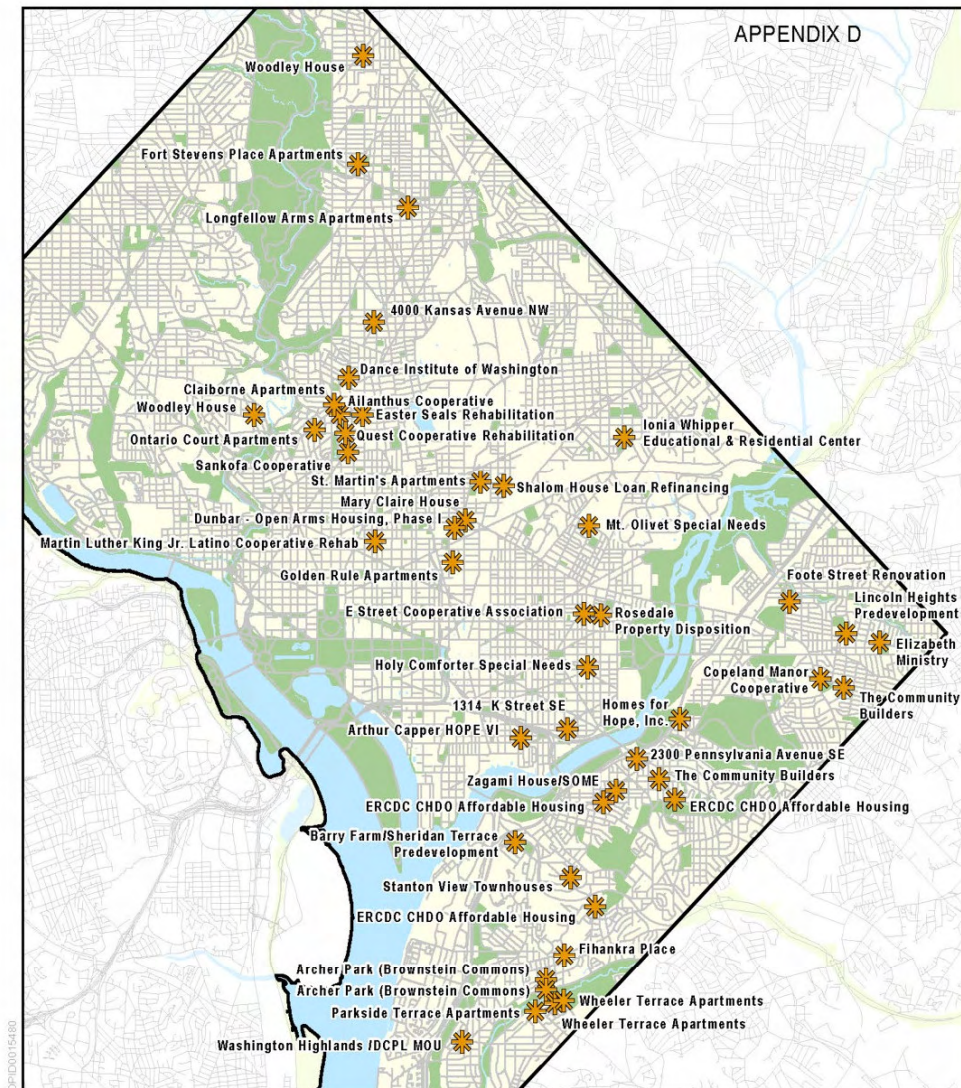 APPENDIX D
Woodley House
Fort Stevens Place Apartments
Longfellow Arms Apartments
4000 Kansas Avenue NW
Dance Institute of Washington
Claiborne Apartments
Ailanthus Cooperative
Woodley House
Easter Seals Rehabilitation
Ontario Court Apartments
Quest Cooperative Rehabilitation
Ionia Whipper
Educational & Residential Center
Sankofa Cooperative
St. Martin's Apartments
Shalom House Loan Refinancing
Mary Claire House
Dunbar - Open Arms Housing, Phase I
Mt. Olivet Special Needs
Martin Luther King Jr. Latino Cooperative Rehab
Golden Rule Apartments
Foote Street Renovation
Lincoln Heights
Predevelopment
E Street Cooperative Association
Rosedale
Property Disposition
Elizabeth
Ministry
Holy Comforter Special Needs
Copeland Manor
Cooperative
The Community
Builders
1314 K Street SE
Homes for
Hope, Inc.
Arthur Capper HOPE VI
2300 Pennsylvania Avenue SE
The Community Builders
Zagami House/SOME
ERCDC CHDO Affordable Housing
ERCDC CHDO Affordable Housing
Barry Farm/Sheridan Terrace
Predevelopment
Stanton View Townhouses
ERCDC CHDO Affordable Housing
Fihankra Place
Archer Park (Brownstein Commons)
Archer Park (Brownstein Commons)
Wheeler Terrace Apartments
Parkside Terrace Apartments
Wheeler Terrace Apartments
Washington Highlands /DCPL MOU